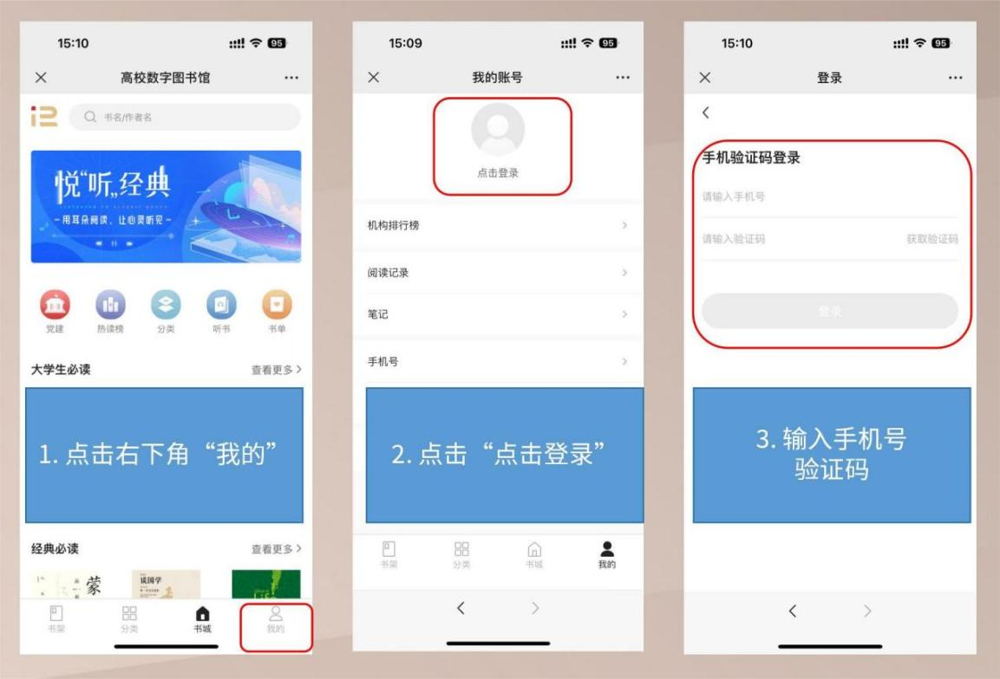 15:10
95
高校数字图书馆
书名/作者名
悦“听”经典
用耳朵阅读，让心灵听见
党建
热读榜
分类
听书
书单
大学生必读
查看更多
1. 点击右下角“我的”
经典必读
查看更多
蒙
谈国学
书架
分类
书城
我的
15:09
95
我的账号
点击登录
机构排行榜
阅读记录
笔记
手机号
2. 点击“点击登录”
书架
分类
书城
我的
15:10
95
登录
手机验证码登录
请输入手机号
请输入验证码
获取验证码
登录
3. 输入手机号
验证码